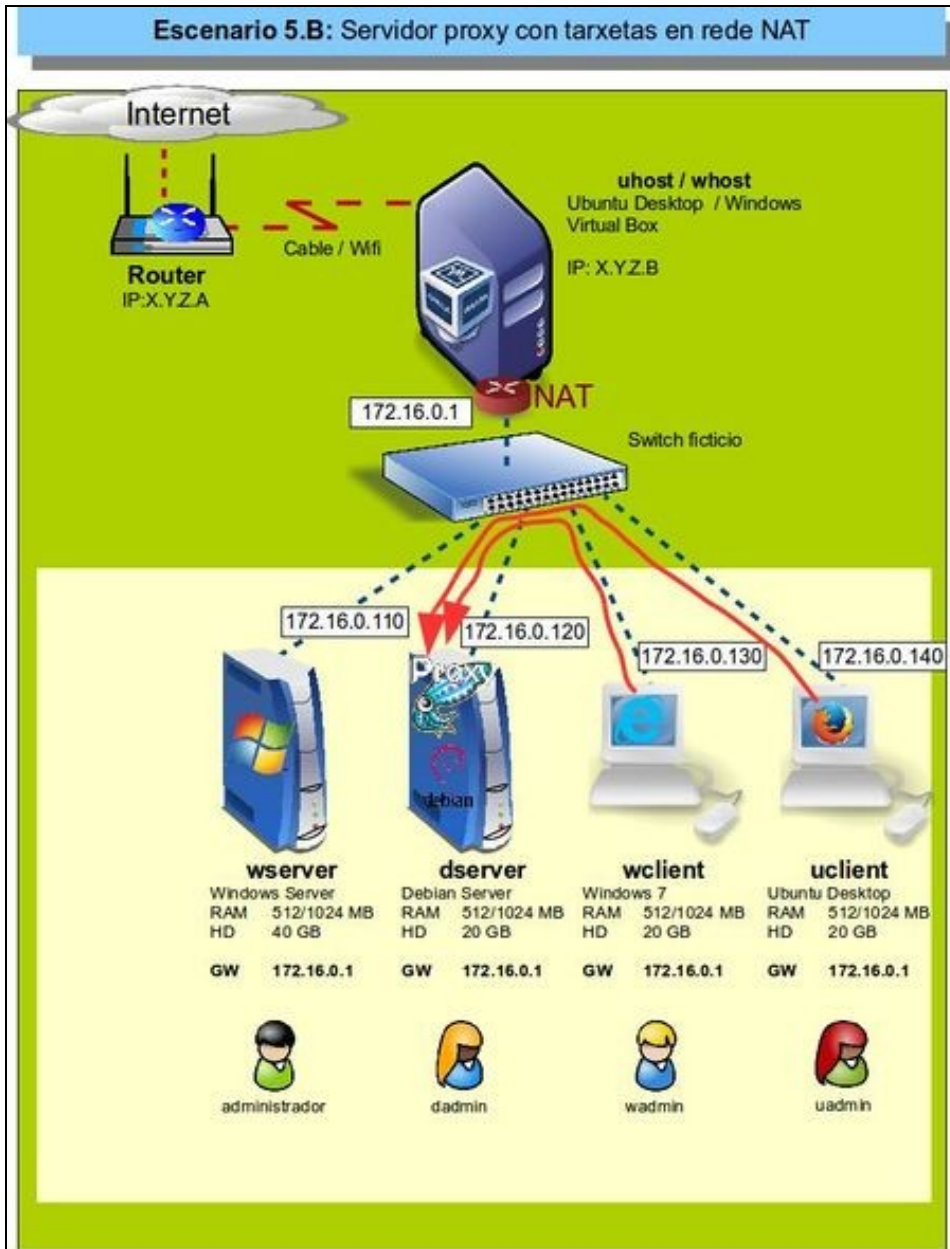 Escenario 5.B: Servidor proxy con tarxetas en rede NAT
Internet
uhost / whost
Ubuntu Desktop / Windows
Virtual Box
IP: X.Y.Z.B
Cable / Wifi
Router
IP:X.Y.Z.A
NAT
172.16.0.1
Switch ficticio
172.16.0.110
172.16.0.120
172.16.0.130
172.16.0.140
Proxy
debian
wserver
Windows Server
RAM 512/1024 MB
HD 40 GB
GW 172.16.0.1
administrador
dserver
Debian Server
RAM 512/1024 MB
HD 20 GB
GW 172.16.0.1
dadmin
wclient
Windows 7
RAM 512/1024 MB
HD 20 GB
GW 172.16.0.1
wadmin
uclient
Ubuntu Desktop
RAM 512/1024 MB
HD 20 GB
GW 172.16.0.1
uadmin